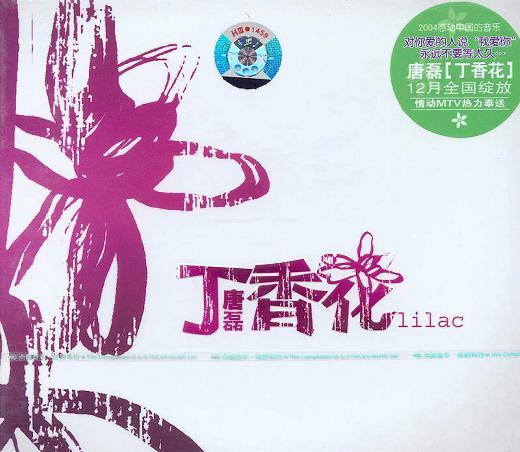 HⅢ●1459
2004感动中国的音乐
对你爱的人说“我爱你”
永远不要等太久…
唐磊[丁香花]
12月全国绽放
情动MTV热力奉送
丁香花
唐磊
lilac